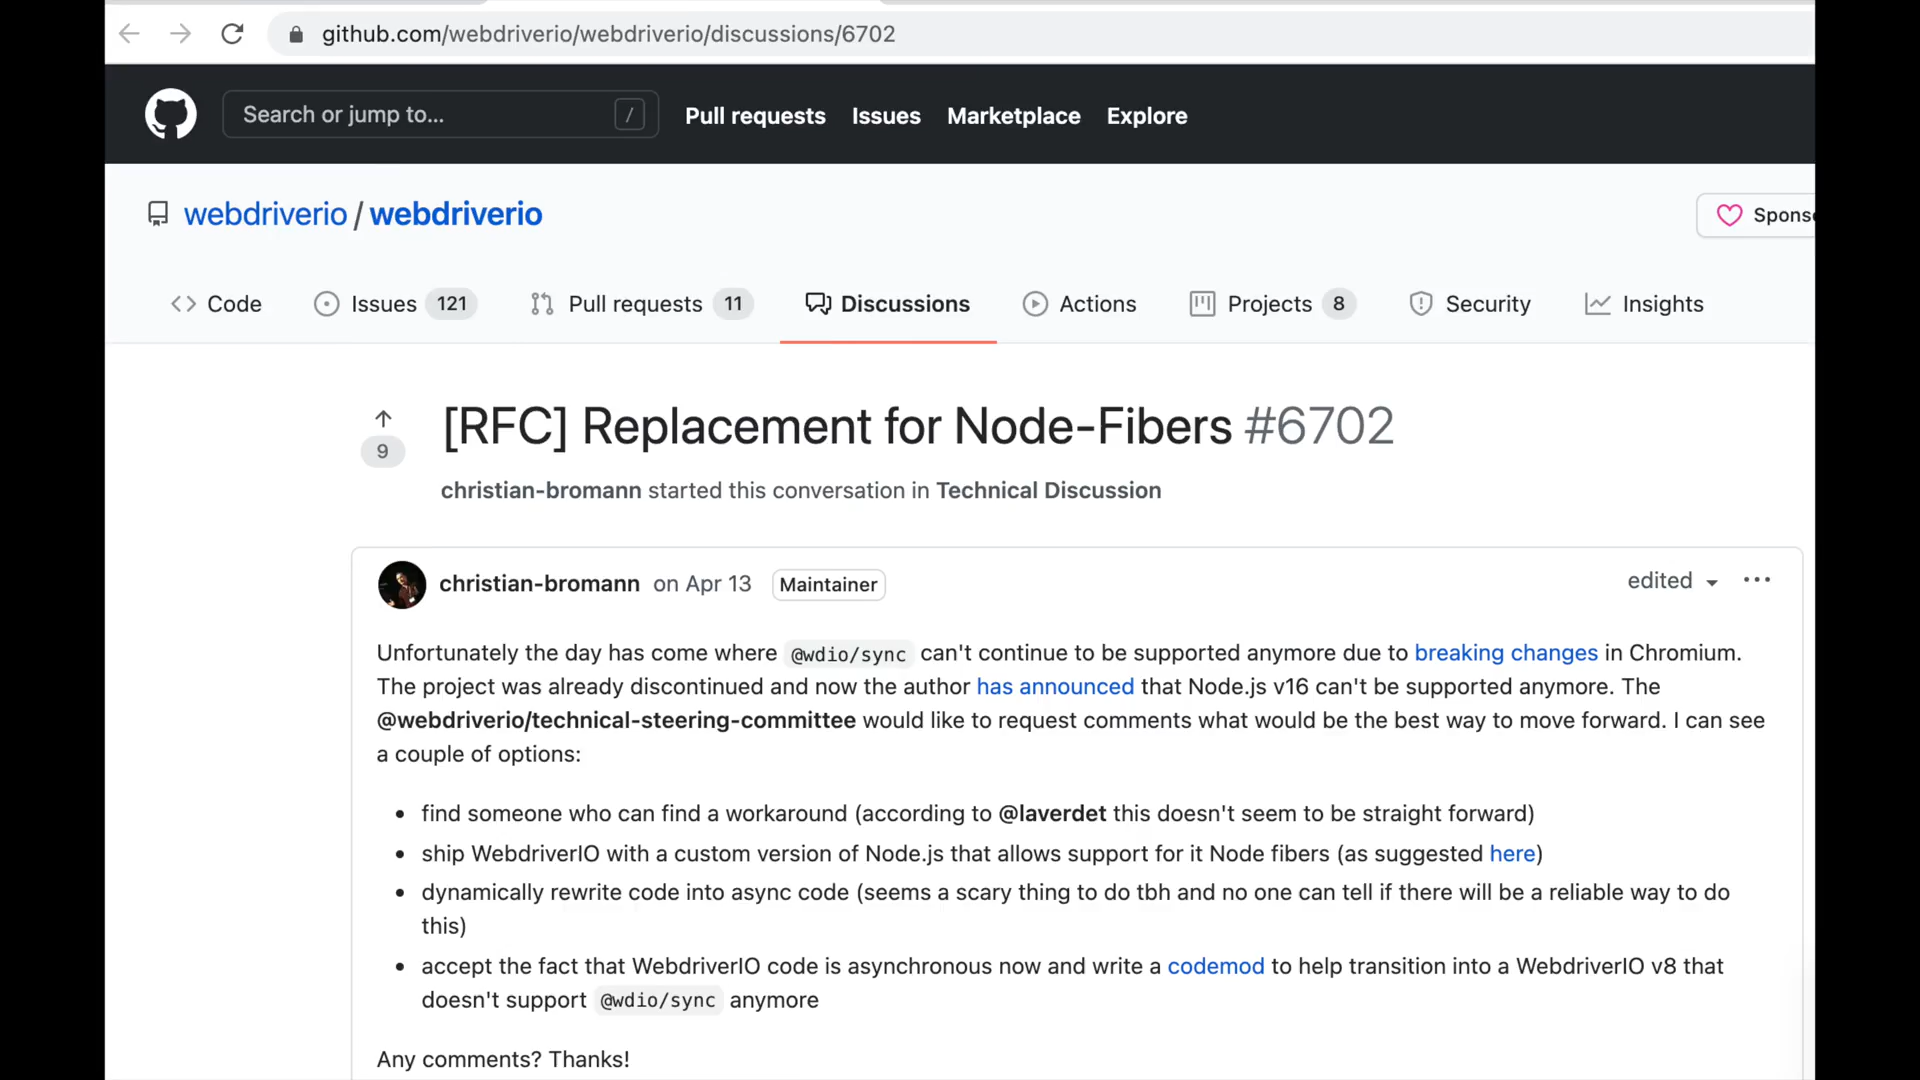 github.com/webdriverio/webdriverio/discussions/6702
Search or jump to... /
Pull requests Issues Marketplace Explore
webdriverio / webdriverio
Spons
Code Issues 121 Pull requests 11 Discussions Actions Projects 8 Security Insights
[RFC] Replacement for Node-Fibers #6702
9
christian-bromann started this conversation in Technical Discussion
christian-bromann on Apr 13 Maintainer edited
Unfortunately the day has come where @wdio/sync can't continue to be supported anymore due to breaking changes in Chromium.
The project was already discontinued and now the author has announced that Node.js v16 can't be supported anymore. The
@webdriverio/technical-steering-committee would like to request comments what would be the best way to move forward. I can see
a couple of options:
• find someone who can find a workaround (according to @laverdet this doesn't seem to be straight forward)
• ship WebdriverIO with a custom version of Node.js that allows support for it Node fibers (as suggested here)
• dynamically rewrite code into async code (seems a scary thing to do tbh and no one can tell if there will be a reliable way to do
this)
• accept the fact that WebdriverIO code is asynchronous now and write a codemod to help transition into a WebdriverIO v8 that
doesn't support @wdio/sync anymore
Any comments? Thanks!